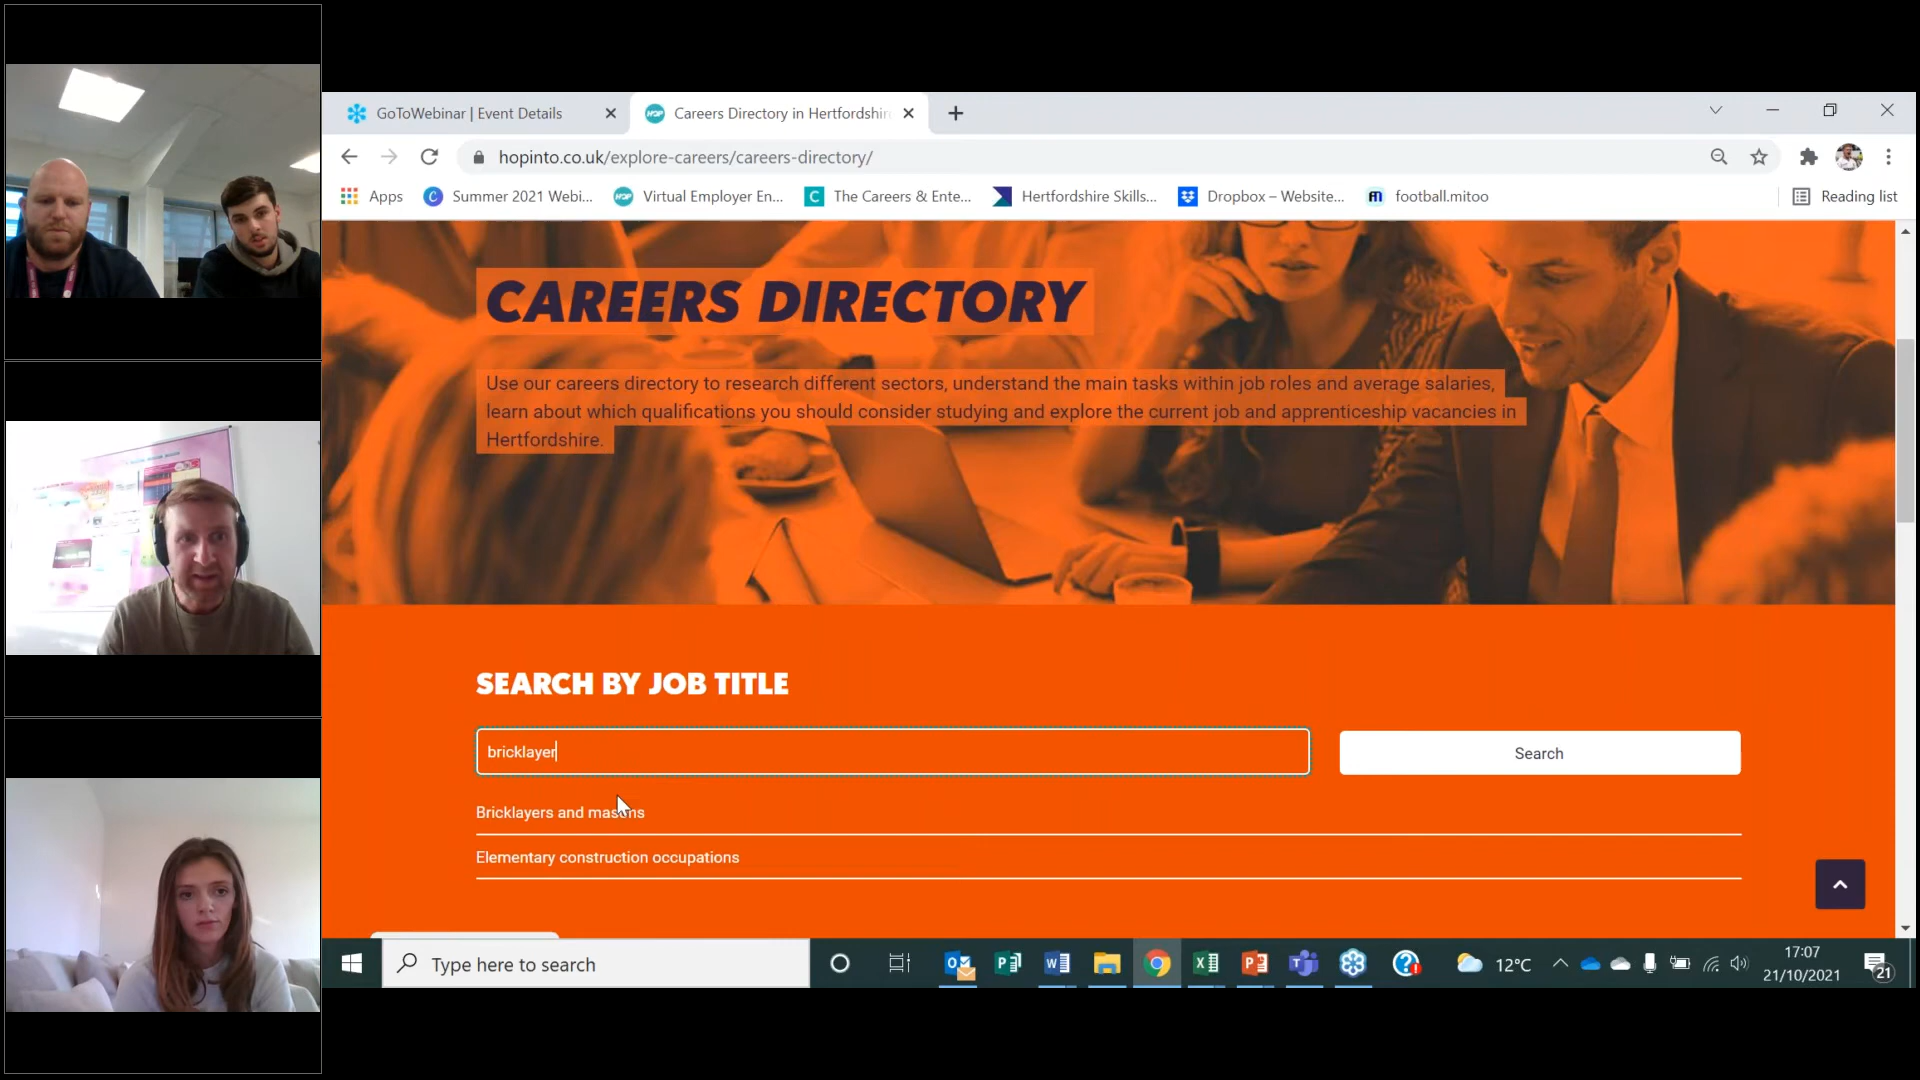 GoToWebinar | Event Details
Careers Directory in Hertfordshir
hopinto.co.uk/explore-careers/careers-directory/
Apps
Summer 2021 Webi...
Virtual Employer En...
The Careers & Ente...
Hertfordshire Skills...
Dropbox – Website...
football.mitoo
Reading list
CAREERS DIRECTORY
Use our careers directory to research different sectors, understand the main tasks within job roles and average salaries,
learn about which qualifications you should consider studying and explore the current job and apprenticeship vacancies in
Hertfordshire.
SEARCH BY JOB TITLE
bricklayer
Search
Bricklayers and masons
Elementary construction occupations
Type here to search
12°C
17:07
21/10/2021
21